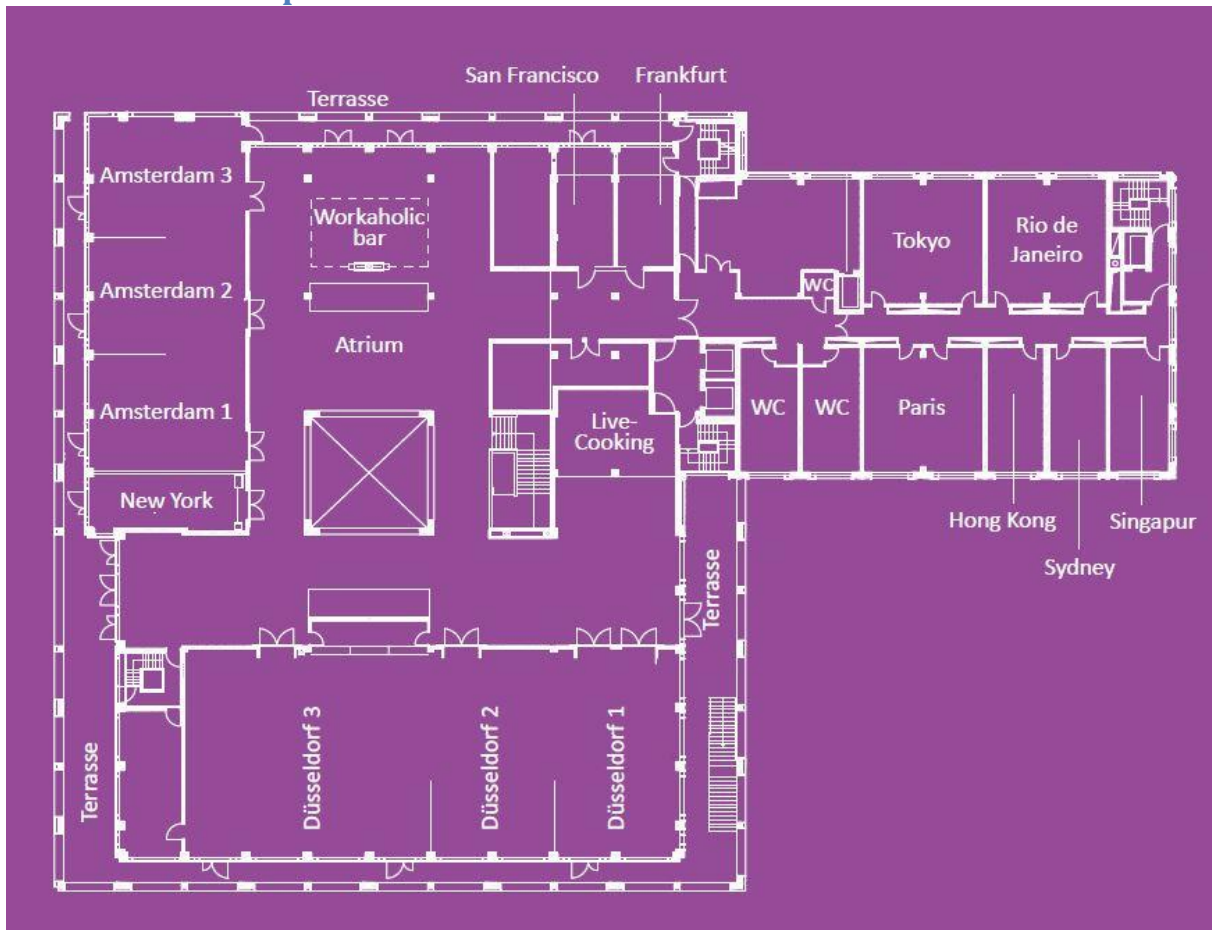 San Francisco
Frankfurt
Terrasse
Amsterdam 3
Workaholic
bar
Tokyo
Rio de
Janeiro
Amsterdam 2
WC
Atrium
Amsterdam 1
Live-
Cooking
WC
WC
Paris
New York
Hong Kong
Singapur
Sydney
Terrasse
Düsseldorf 3
Düsseldorf 2
Düsseldorf 1
Terrasse